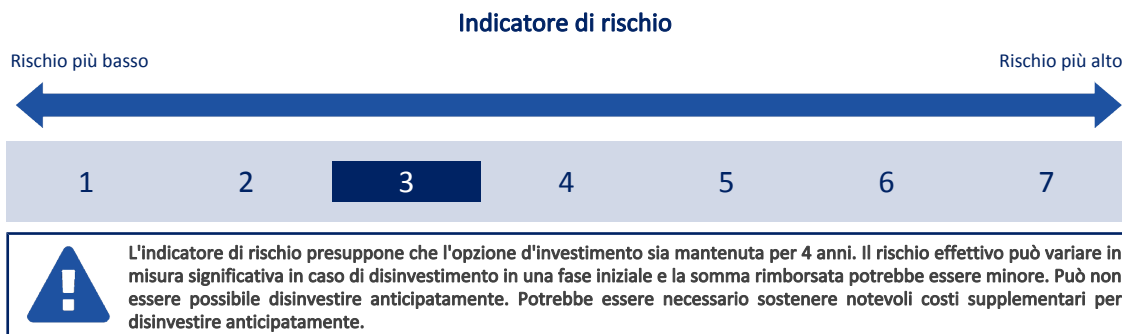 Indicatore di rischio
Rischio più basso Rischio più alto
1 2 3 4 5 6 7
L'indicatore di rischio presuppone che l'opzione d'investimento sia mantenuta per 4 anni. Il rischio effettivo può variare in
misura significativa in caso di disinvestimento in una fase iniziale e la somma rimborsata potrebbe essere minore. Può non
essere possibile disinvestire anticipatamente. Potrebbe essere necessario sostenere notevoli costi supplementari per
disinvestire anticipatamente.